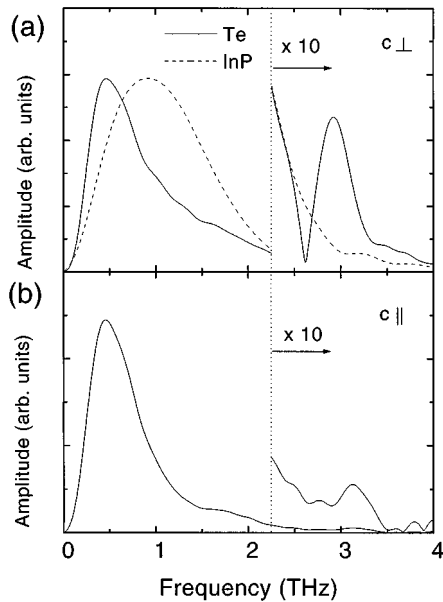 (a)
Te
InP
x 10
c⊥
Amplitude (arb. units)
(b)
x 10
c ∥
Amplitude (arb. units)
0 1 2 3 4
Frequency (THz)